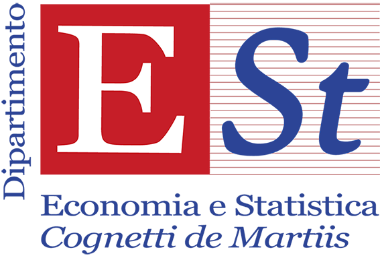 Dipartimento
ESt
Economia e Statistica
Cognetti de Martiis